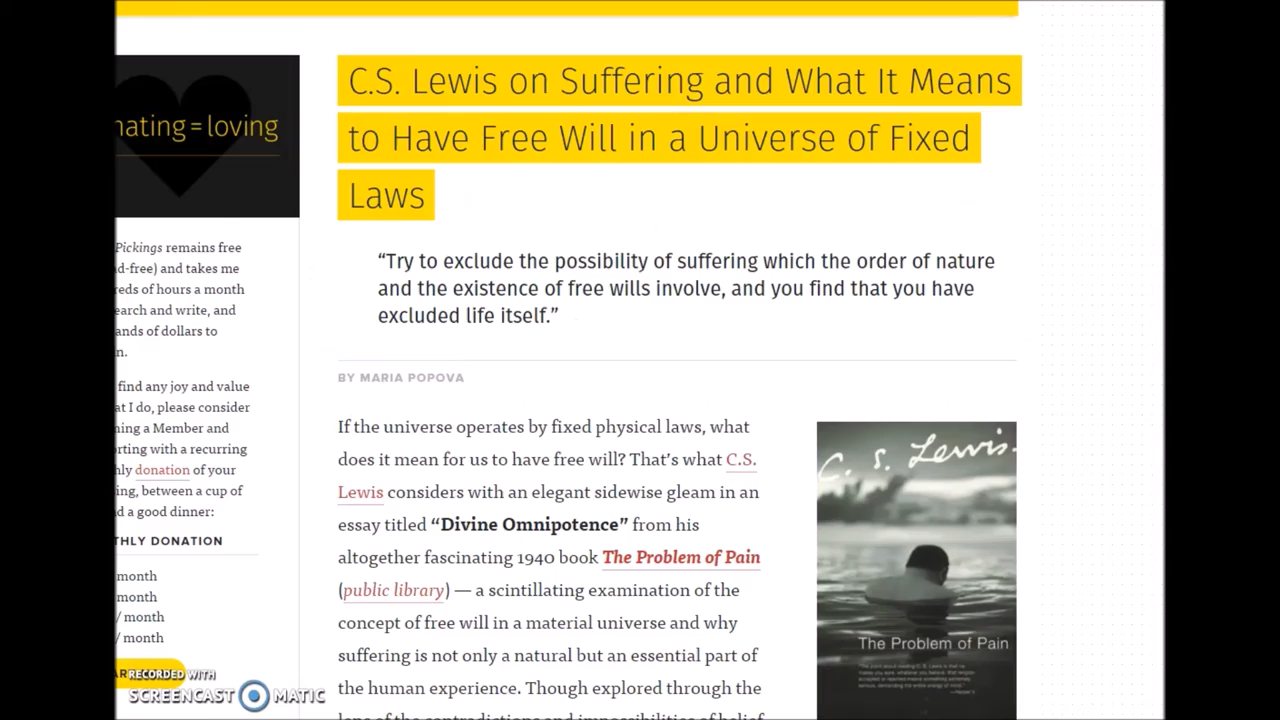 nating=loving
Pickings remains free
d-free) and takes me
reds of hours a month
earch and write, and
ands of dollars to
n.
find any joy and value
at I do, please consider
ning a Member and
orting with a recurring
hly donation of your
ing, between a cup of
d a good dinner:
THLY DONATION
month
month
/ month
/ month
RECORDED WITH
SCREENCAST MATIC
C.S. Lewis on Suffering and What It Means
to Have Free Will in a Universe of Fixed
Laws
“Try to exclude the possibility of suffering which the order of nature
and the existence of free wills involve, and you find that you have
excluded life itself.”
BY MARIA POPOVA
If the universe operates by fixed physical laws, what
does it mean for us to have free will? That’s what C.S.
Lewis considers with an elegant sidewise gleam in an
essay titled “Divine Omnipotence” from his
altogether fascinating 1940 book The Problem of Pain
(public library) — a scintillating examination of the
concept of free will in a material universe and why
suffering is not only a natural but an essential part of
the human experience. Though explored through the
C. S. Lewis
The Problem of Pain